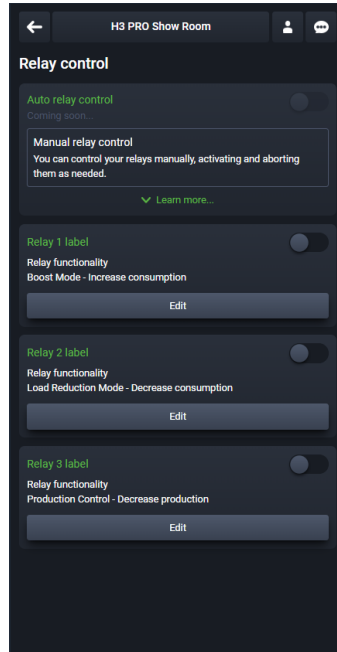 H3 PRO Show Room
Relay control
Auto relay control
Coming soon...
Manual relay control
You can control your relays manually, activating and aborting
them as needed.
Learn more...
Relay 1 label
Relay functionality
Boost Mode - Increase consumption
Edit
Relay 2 label
Relay functionality
Load Reduction Mode - Decrease consumption
Edit
Relay 3 label
Relay functionality
Production Control - Decrease production
Edit